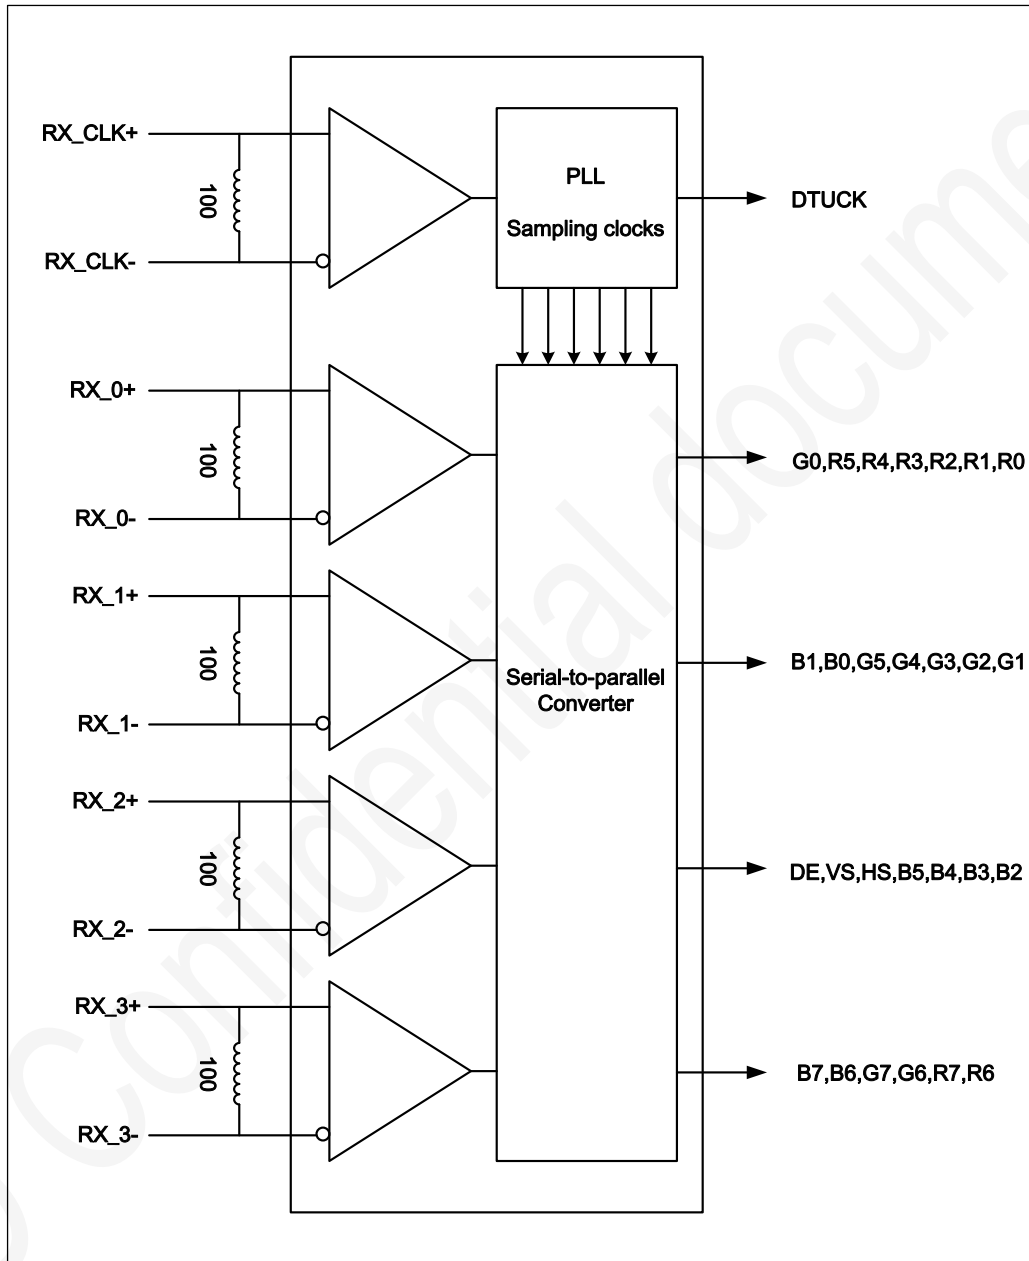 RX_CLK+
100
RX_CLK-
PLL
Sampling clocks
DTUCK
RX_0+
100
RX_0-
G0,R5,R4,R3,R2,R1,R0
RX_1+
100
RX_1-
Serial-to-parallel
Converter
B1,B0,G5,G4,G3,G2,G1
RX_2+
100
RX_2-
DE,VS,HS,B5,B4,B3,B2
RX_3+
100
RX_3-
B7,B6,G7,G6,R7,R6
Confidential docume